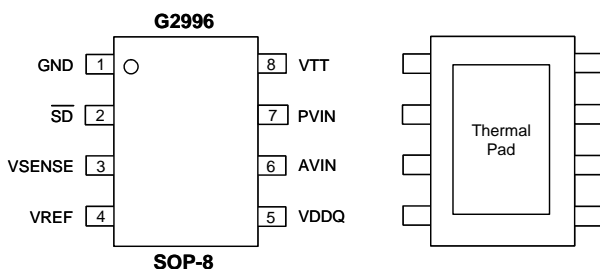 G2996
GND 1 8 VTT
SD 2 7 PVIN
VSENSE 3 6 AVIN
VREF 4 5 VDDQ
SOP-8
Thermal
Pad